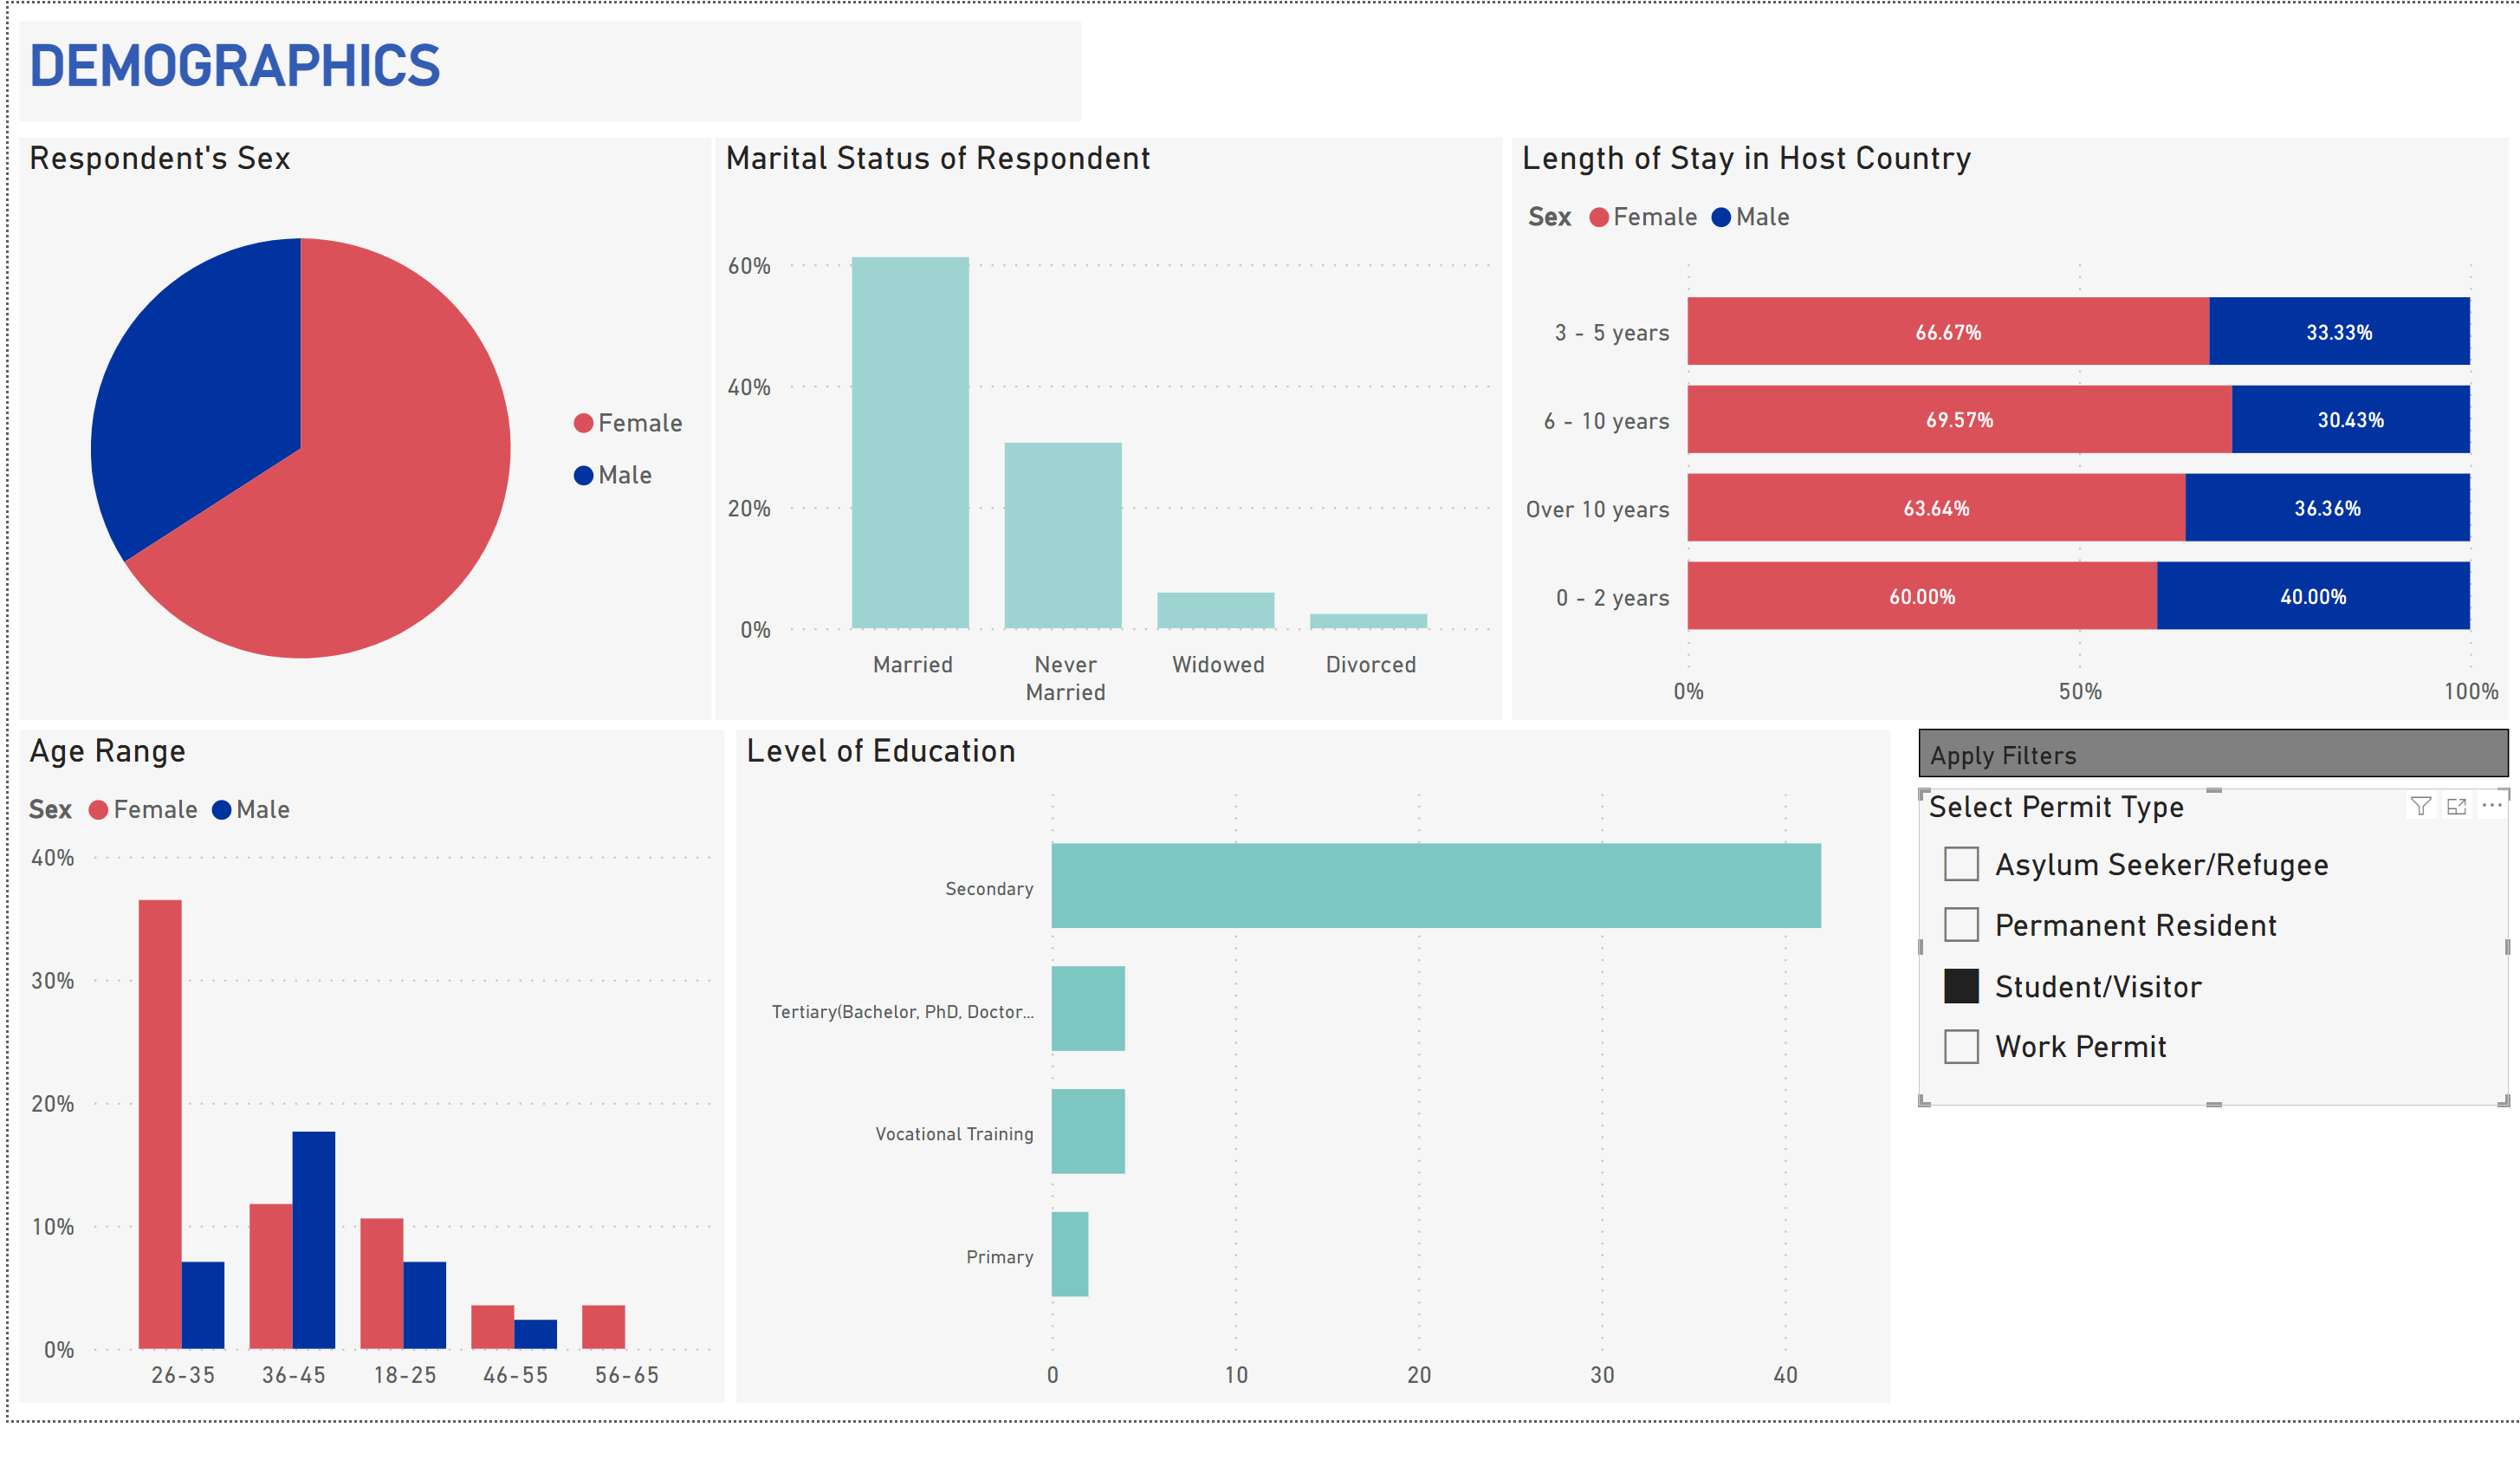 DEMOGRAPHICS
Respondent's Sex
Female
Male
Marital Status of Respondent
60%
40%
20%
0%
Married
Never
Married
Widowed
Divorced
Length of Stay in Host Country
Sex Female Male
3 - 5 years 66.67% 33.33%
6 - 10 years 69.57% 30.43%
Over 10 years 63.64% 36.36%
0 - 2 years 60.00% 40.00%
0% 50% 100%
Age Range
Sex Female Male
40%
30%
20%
10%
0%
26-35 36-45 18-25 46-55 56-65
Level of Education
Secondary
Tertiary(Bachelor, PhD, Doctor...
Vocational Training
Primary
0 10 20 30 40
Apply Filters
Select Permit Type
Asylum Seeker/Refugee
Permanent Resident
Student/Visitor
Work Permit